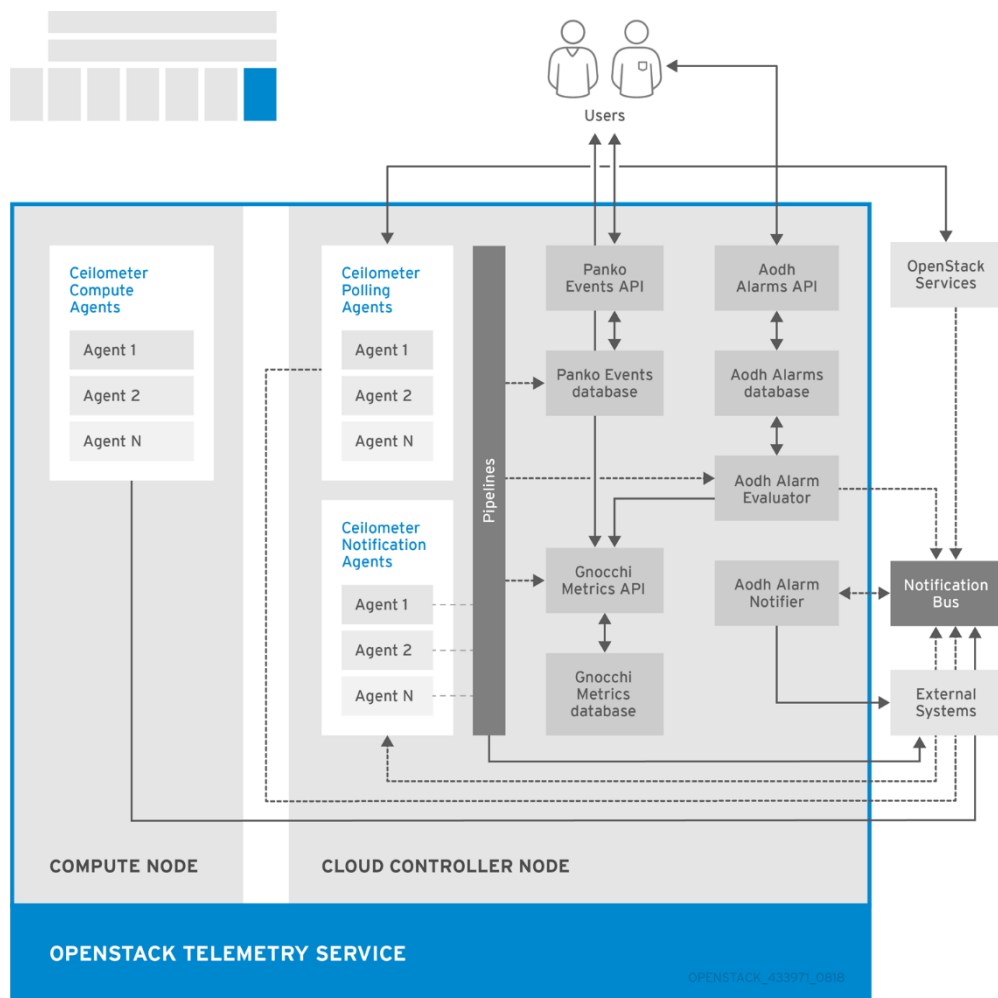 Users
Ceilometer
Compute
Agents
Agent 1
Agent 2
Agent N
Ceilometer
Polling
Agents
Agent 1
Agent 2
Agent N
Ceilometer
Notification
Agents
Agent 1
Agent 2
Agent N
Pipelines
Panko
Events API
Panko Events
database
Gnocchi
Metrics API
Gnocchi
Metrics
database
Aodh
Alarms API
Aodh Alarms
database
Aodh Alarm
Evaluator
Aodh Alarm
Notifier
OpenStack
Services
Notification
Bus
External
Systems
COMPUTE NODE
CLOUD CONTROLLER NODE
OPENSTACK TELEMETRY SERVICE
OPENSTACK_433971_0818